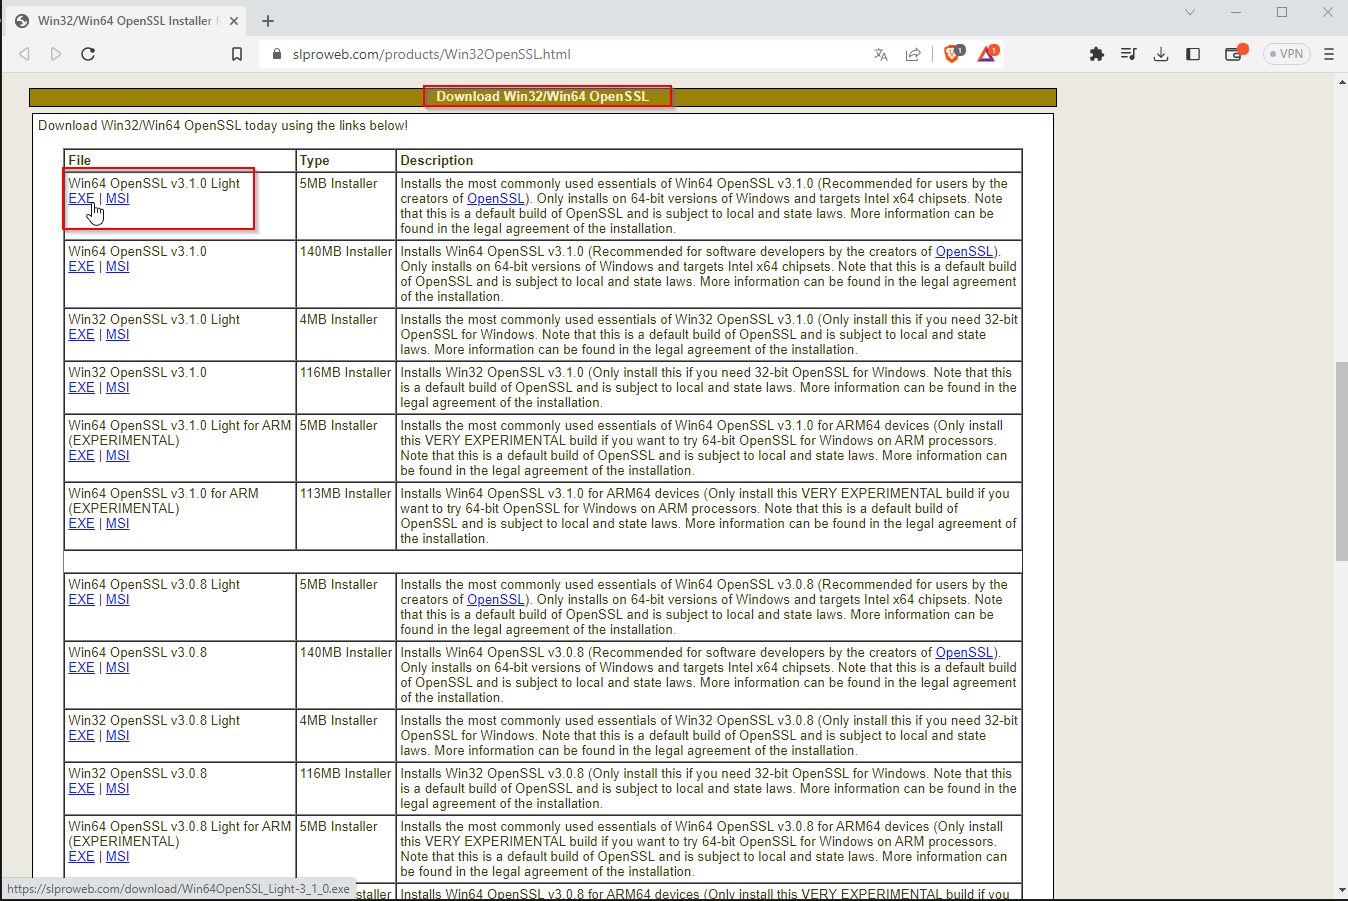 Win32/Win64 OpenSSL Installer f
slproweb.com/products/Win32OpenSSL.html
1
1
VPN
Download Win32/Win64 OpenSSL
Download Win32/Win64 OpenSSL today using the links below!
File Type Description
Win64 OpenSSL v3.1.0 Light
EXE | MSI
5MB Installer
Installs the most commonly used essentials of Win64 OpenSSL v3.1.0 (Recommended for users by the
creators of OpenSSL). Only installs on 64-bit versions of Windows and targets Intel x64 chipsets. Note
that this is a default build of OpenSSL and is subject to local and state laws. More information can be
found in the legal agreement of the installation.
Win64 OpenSSL v3.1.0
EXE | MSI
140MB Installer
Installs Win64 OpenSSL v3.1.0 (Recommended for software developers by the creators of OpenSSL).
Only installs on 64-bit versions of Windows and targets Intel x64 chipsets. Note that this is a default build
of OpenSSL and is subject to local and state laws. More information can be found in the legal agreement
of the installation.
Win32 OpenSSL v3.1.0 Light
EXE | MSI
4MB Installer
Installs the most commonly used essentials of Win32 OpenSSL v3.1.0 (Only install this if you need 32-bit
OpenSSL for Windows. Note that this is a default build of OpenSSL and is subject to local and state
laws. More information can be found in the legal agreement of the installation.
Win32 OpenSSL v3.1.0
EXE | MSI
116MB Installer
Installs Win32 OpenSSL v3.1.0 (Only install this if you need 32-bit OpenSSL for Windows. Note that this
is a default build of OpenSSL and is subject to local and state laws. More information can be found in the
legal agreement of the installation.
Win64 OpenSSL v3.1.0 Light for ARM
(EXPERIMENTAL)
EXE | MSI
5MB Installer
Installs the most commonly used essentials of Win64 OpenSSL v3.1.0 for ARM64 devices (Only install
this VERY EXPERIMENTAL build if you want to try 64-bit OpenSSL for Windows on ARM processors.
Note that this is a default build of OpenSSL and is subject to local and state laws. More information can
be found in the legal agreement of the installation.
Win64 OpenSSL v3.1.0 for ARM
(EXPERIMENTAL)
EXE | MSI
113MB Installer
Installs Win64 OpenSSL v3.1.0 for ARM64 devices (Only install this VERY EXPERIMENTAL build if you
want to try 64-bit OpenSSL for Windows on ARM processors. Note that this is a default build of
OpenSSL and is subject to local and state laws. More information can be found in the legal agreement of
the installation.
Win64 OpenSSL v3.0.8 Light
EXE | MSI
5MB Installer
Installs the most commonly used essentials of Win64 OpenSSL v3.0.8 (Recommended for users by the
creators of OpenSSL). Only installs on 64-bit versions of Windows and targets Intel x64 chipsets. Note
that this is a default build of OpenSSL and is subject to local and state laws. More information can be
found in the legal agreement of the installation.
Win64 OpenSSL v3.0.8
EXE | MSI
140MB Installer
Installs Win64 OpenSSL v3.0.8 (Recommended for software developers by the creators of OpenSSL).
Only installs on 64-bit versions of Windows and targets Intel x64 chipsets. Note that this is a default build
of OpenSSL and is subject to local and state laws. More information can be found in the legal agreement
of the installation.
Win32 OpenSSL v3.0.8 Light
EXE | MSI
4MB Installer
Installs the most commonly used essentials of Win32 OpenSSL v3.0.8 (Only install this if you need 32-bit
OpenSSL for Windows. Note that this is a default build of OpenSSL and is subject to local and state
laws. More information can be found in the legal agreement of the installation.
Win32 OpenSSL v3.0.8
EXE | MSI
116MB Installer
Installs Win32 OpenSSL v3.0.8 (Only install this if you need 32-bit OpenSSL for Windows. Note that this
is a default build of OpenSSL and is subject to local and state laws. More information can be found in the
legal agreement of the installation.
Win64 OpenSSL v3.0.8 Light for ARM
(EXPERIMENTAL)
EXE | MSI
5MB Installer
Installs the most commonly used essentials of Win64 OpenSSL v3.0.8 for ARM64 devices (Only install
this VERY EXPERIMENTAL build if you want to try 64-bit OpenSSL for Windows on ARM processors.
Note that this is a default build of OpenSSL and is subject to local and state laws. More information can
be found in the legal agreement of the installation.
https://slproweb.com/download/Win64OpenSSL_Light-3_1_0.exe
staller
Installs Win64 OpenSSL v3.0.8 for ARM64 devices (Only install this VERY EXPERIMENTAL build if you